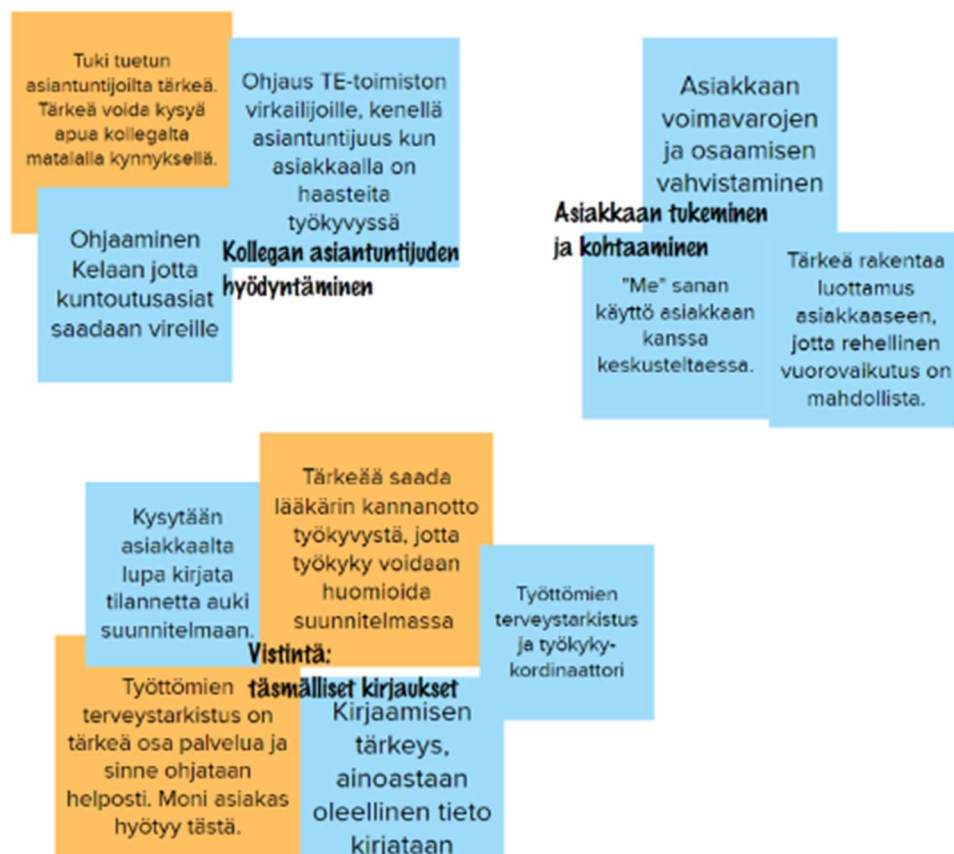 Tuki tuetun
asiantuntijoilta tärkeä.
Tärkeä voida kysyä
apua kollegalta
matalalla kynnyksellä.
Ohjaus TE-toimiston
virkailijoille, kenellä
asiantuntijuus kun
asiakkaalla on
haasteita
työkyvyssä
Ohjaaminen
Kelaan jotta
kuntoutusasiat
saadaan vireille
Kollegan asiantuntijuden
hyödyntäminen
Asiakkaan
voimavarojen
ja osaamisen
vahvistaminen
Asiakkaan tukeminen
ja kohtaaminen
"Me" sanan
käyttö asiakkaan
kanssa
keskusteltaessa.
Tärkeä rakentaa
luottamus
asiakkaaseen,
jotta rehellinen
vuorovaikutus on
mahdollista.
Kysytään
asiakkaalta
lupa kirjata
tilannetta auki
suunnitelmaan.
Tärkeää saada
lääkärin kannanotto
työkyvystä, jotta
työkyky voidaan
huomioida
suunnitelmassa
Työttömien
terveystarkistus
ja työkyky-
kordinaattori
Vistintä:
täsmälliset kirjaukset
Työttömien
terveystarkistus on
tärkeä osa palvelua ja
sinne ohjataan
helposti. Moni asiakas
hyötyy tästä.
Kirjaamisen
tärkeys,
ainoastaan
oleellinen tieto
kirjataan